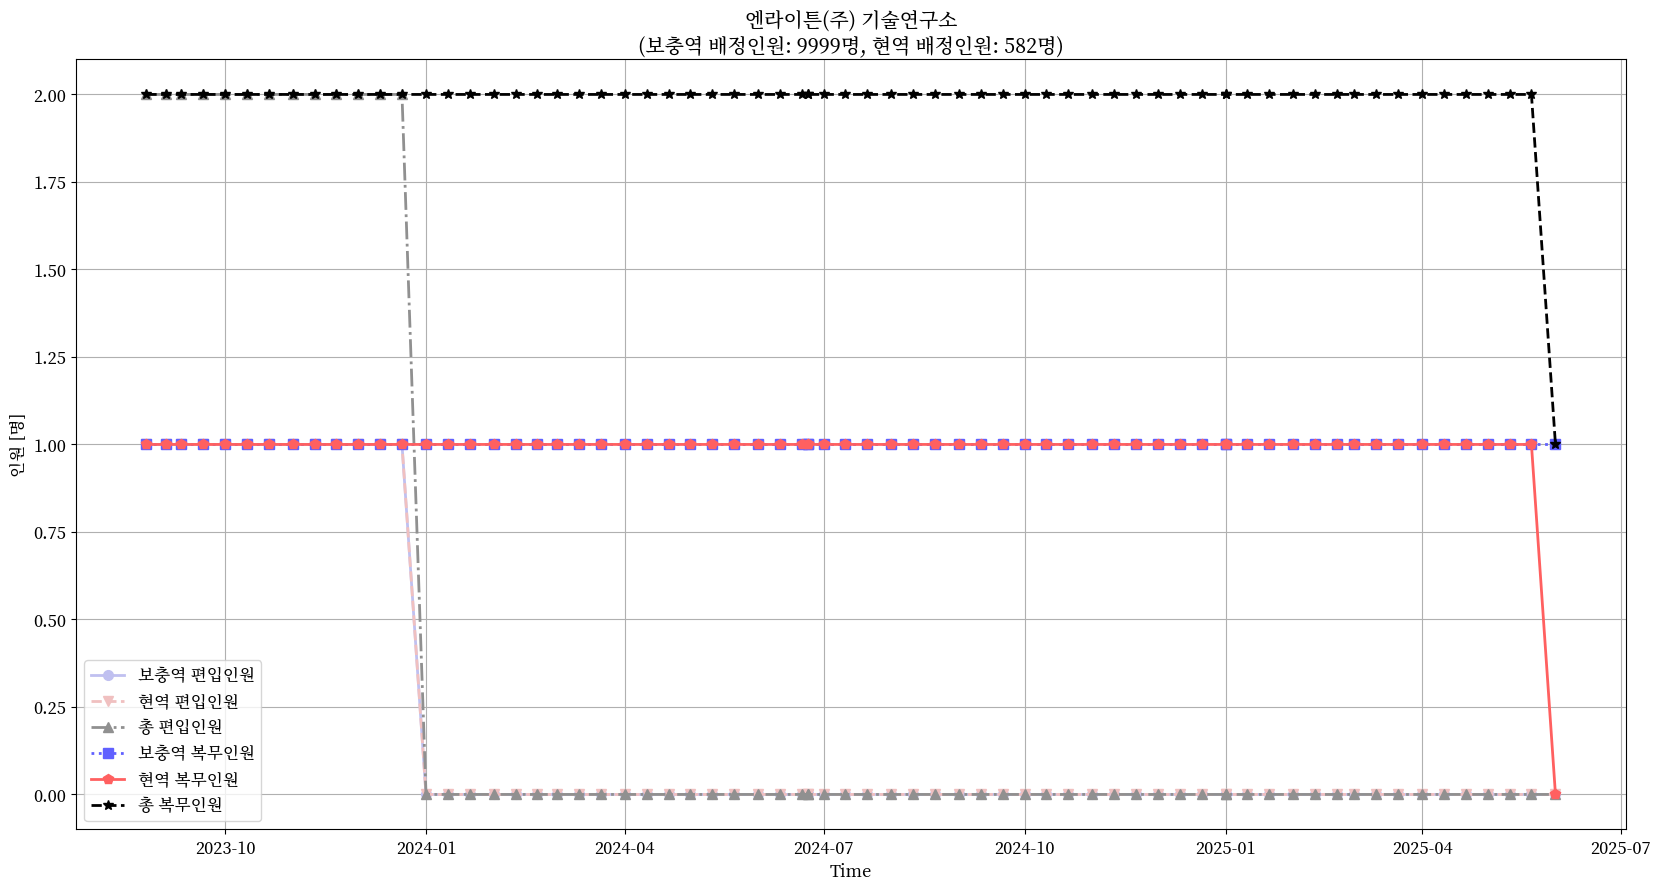 엔라이튼(주) 기술연구소
(보충역 배정인원: 9999명, 현역 배정인원: 582명)
2.00
1.75
1.50
1.25
1.00
0.75
0.50
0.25
0.00
인원 [명]
보충역 편입인원
현역 편입인원
총 편입인원
보충역 복무인원
현역 복무인원
총 복무인원
2023-10
2024-01
2024-04
2024-07
2024-10
2025-01
2025-04
2025-07
Time